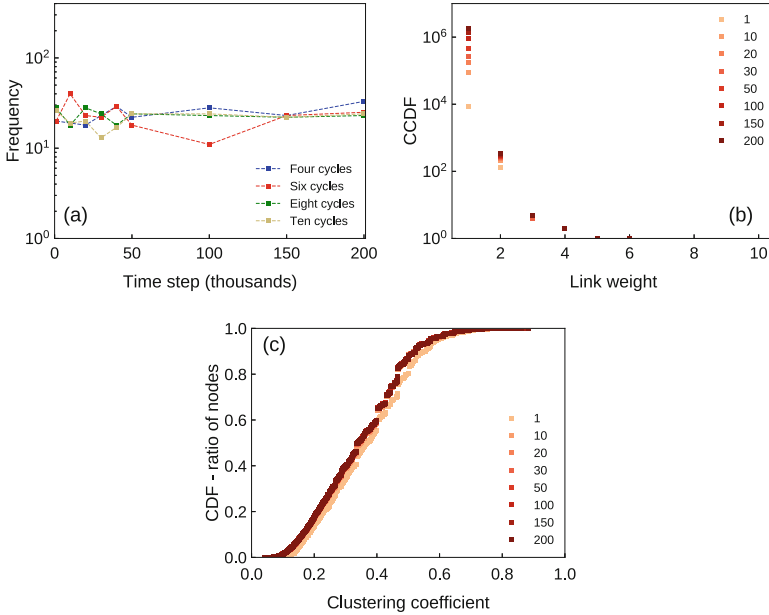 10²
10¹
10⁰
Frequency
(a)
Four cycles
Six cycles
Eight cycles
Ten cycles
0 50 100 150 200
Time step (thousands)
10⁶
10⁴
10²
10⁰
CCDF
1
10
20
30
50
100
150
200
(b)
2 4 6 8 10
Link weight
1.0
0.8
0.6
0.4
0.2
0.0
CDF - ratio of nodes
(c)
1
10
20
30
50
100
150
200
0.0 0.2 0.4 0.6 0.8 1.0
Clustering coefficient